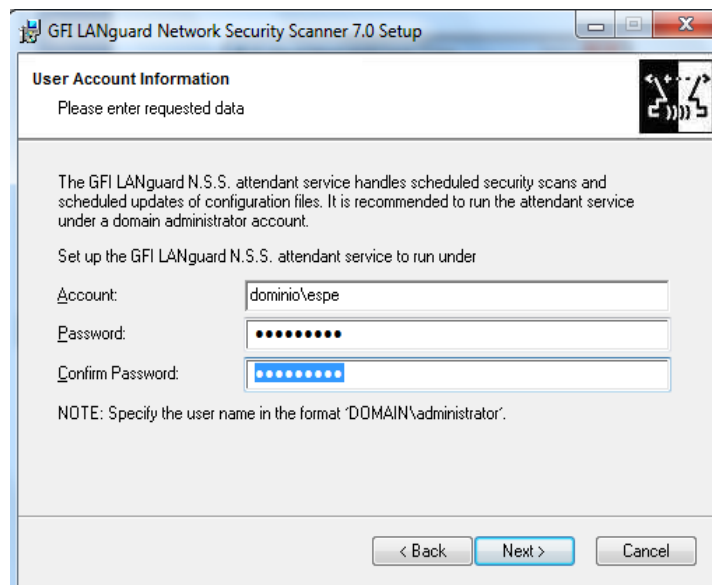 GFI LANguard Network Security Scanner 7.0 Setup
User Account Information
Please enter requested data
The GFI LANguard N.S.S. attendant service handles scheduled security scans and
scheduled updates of configuration files. It is recommended to run the attendant service
under a domain administrator account.
Set up the GFI LANguard N.S.S. attendant service to run under
Account: dominio\espe
Password: •••••••••
Confirm Password: •••••••••
NOTE: Specify the user name in the format ‘DOMAIN\administrator’.
< Back Next > Cancel